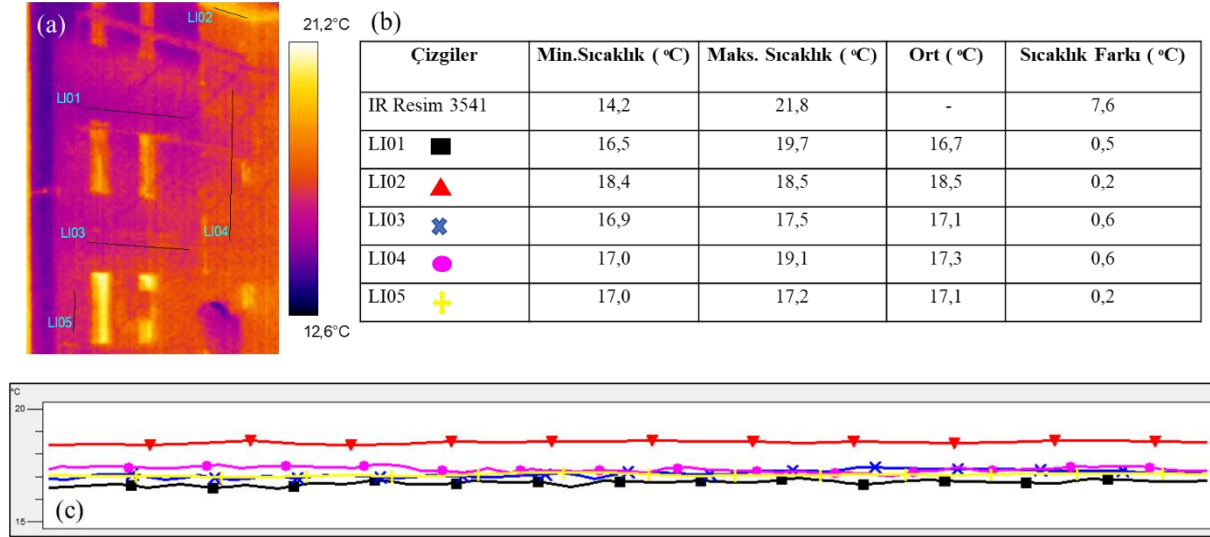 (a)
LI02
LI01
LI03
LI04
LI05
21,2°C
12,6°C
(b)
Çizgiler Min.Sıcaklık ( °C) Maks. Sıcaklık ( °C) Ort ( °C) Sıcaklık Farkı ( °C)
IR Resim 3541 14,2 21,8 - 7,6
LI01 16,5 19,7 16,7 0,5
LI02 18,4 18,5 18,5 0,2
LI03 16,9 17,5 17,1 0,6
LI04 17,0 19,1 17,3 0,6
LI05 17,0 17,2 17,1 0,2
°C
20
15
(c)